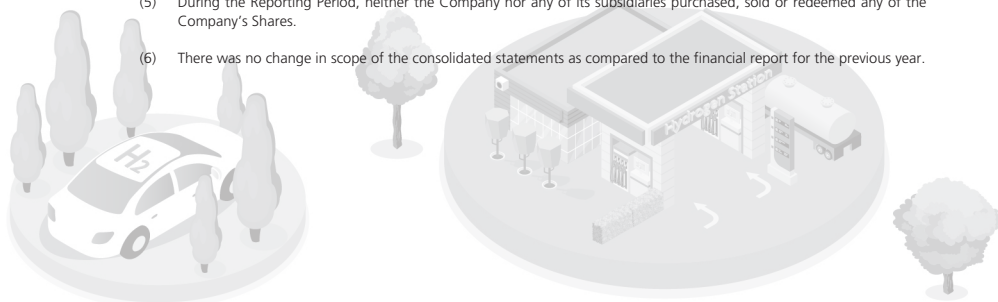 (5) During the Reporting Period, neither the Company nor any of its subsidiaries purchased, sold or redeemed any of the
Company's Shares.
(6) There was no change in scope of the consolidated statements as compared to the financial report for the previous year.
Hydrogen Station
H2